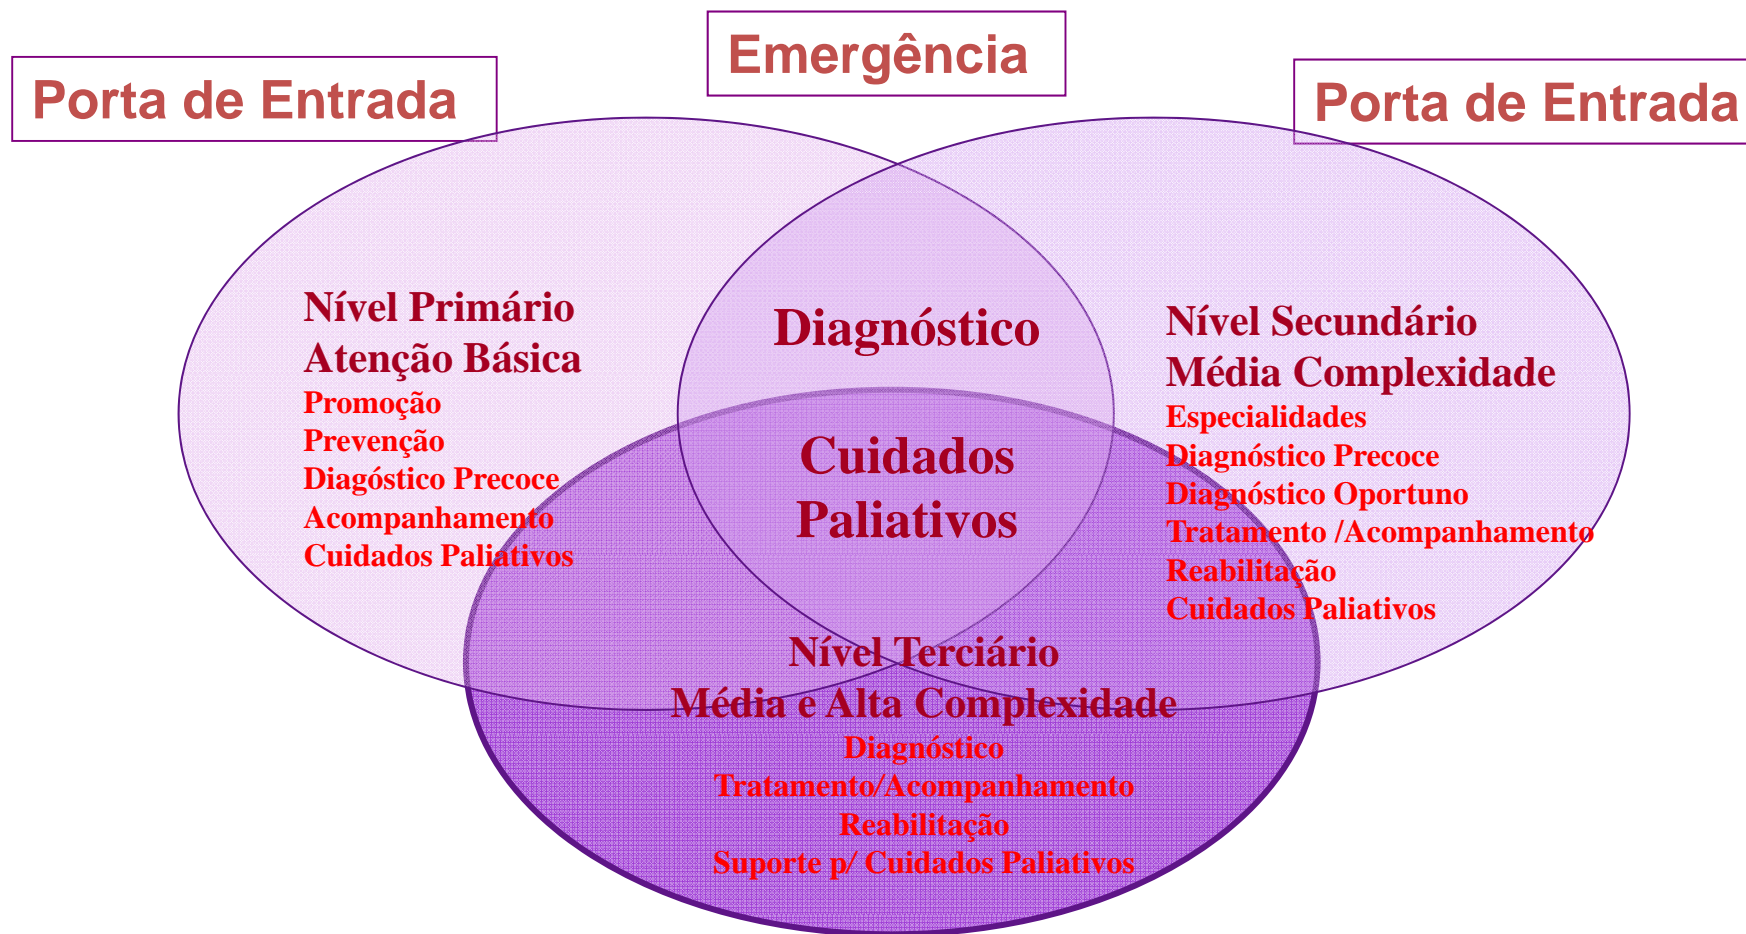 Emergência
Porta de Entrada
Porta de Entrada
Nível Primário
Atenção Básica
Promoção
Prevenção
Diagóstico Precoce
Acompanhamento
Cuidados Paliativos
Diagnóstico
Cuidados
Paliativos
Nível Secundário
Média Complexidade
Especialidades
Diagnóstico Precoce
Diagnóstico Oportuno
Tratamento /Acompanhamento
Reabilitação
Cuidados Paliativos
Nível Terciário
Média e Alta Complexidade
Diagnóstico
Tratamento/Acompanhamento
Reabilitação
Suporte p/ Cuidados Paliativos